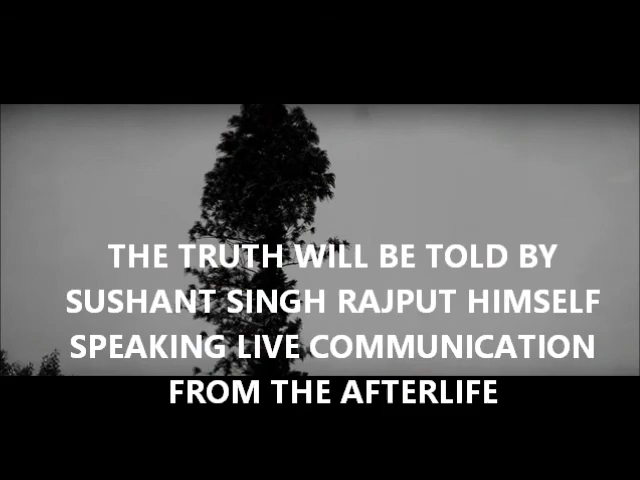 THE TRUTH WILL BE TOLD BY
SUSHANT SINGH RAJPUT HIMSELF
SPEAKING LIVE COMMUNICATION
FROM THE AFTERLIFE